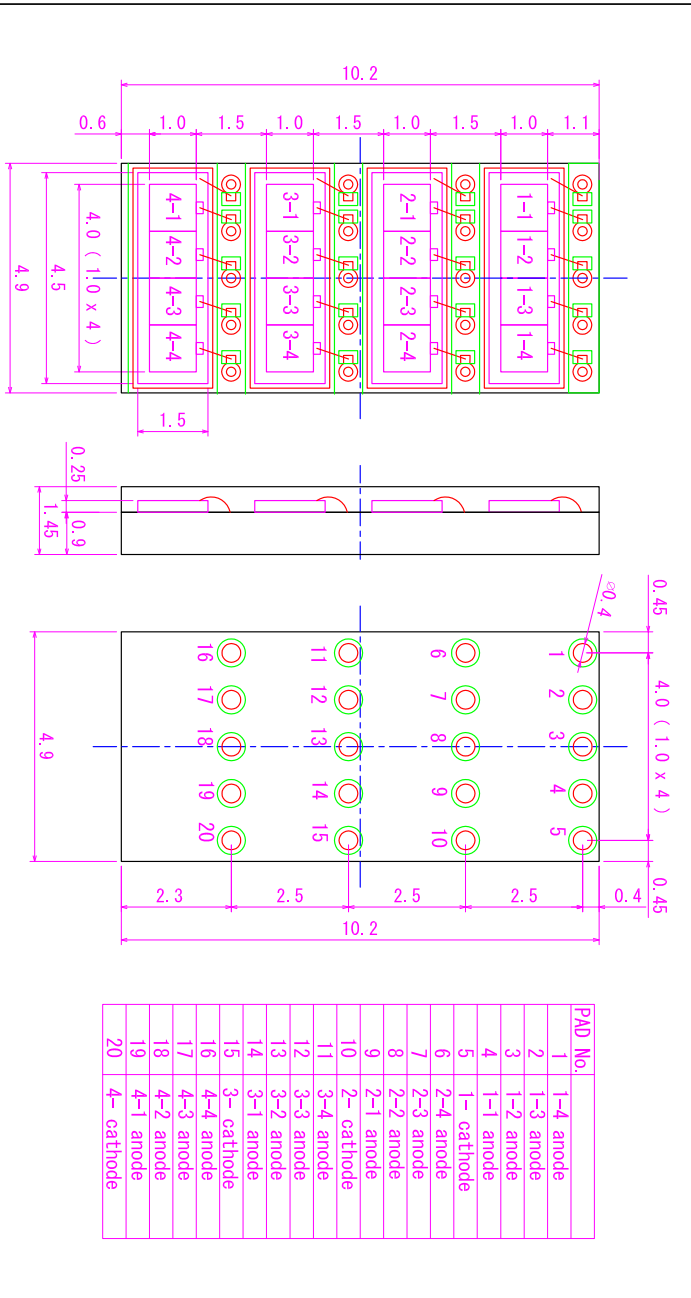 10.2
0.6 1.0 1.5 1.0 1.5 1.0 1.5 1.0 1.1
4-1 3-1 2-1 1-1
4-2 3-2 2-2 1-2
4-3 3-3 2-3 1-3
4-4 3-4 2-4 1-4
4.0 ( 1.0 x 4 )
4.5
4.9
1.5
0.25
1.45
0.9
ø0.4
0.45
4.0 ( 1.0 x 4 )
0.45
16 11 6 1
17 12 7 2
18 13 8 3
19 14 9 4
20 15 10 5
4.9
2.3 2.5 2.5 2.5 0.4
10.2
PAD No.
1 1-4 anode
2 1-3 anode
3 1-2 anode
4 1-1 anode
5 1- cathode
6 2-4 anode
7 2-3 anode
8 2-2 anode
9 2-1 anode
10 2- cathode
11 3-4 anode
12 3-3 anode
13 3-2 anode
14 3-1 anode
15 3- cathode
16 4-4 anode
17 4-3 anode
18 4-2 anode
19 4-1 anode
20 4- cathode